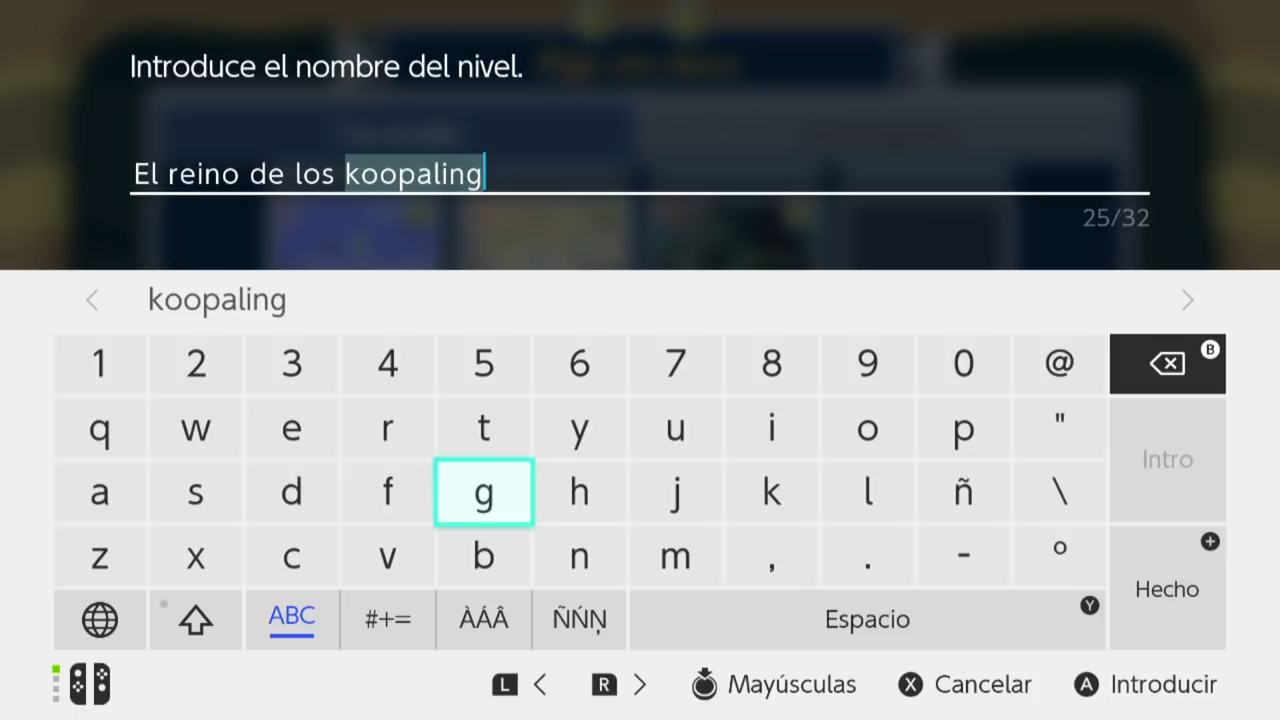 Introduce el nombre del nivel.
El reino de los koopaling
25/32
< koopaling >
1 2 3 4 5 6 7 8 9 0 @ B
q w e r t y u i o p " Intro
a s d f g h j k l ñ \
z x c v b n m , . - º + Hecho
ABC #+= ÀÁÂ ÑŃŅ Espacio Y
L < R > Mayúsculas X Cancelar A Introducir